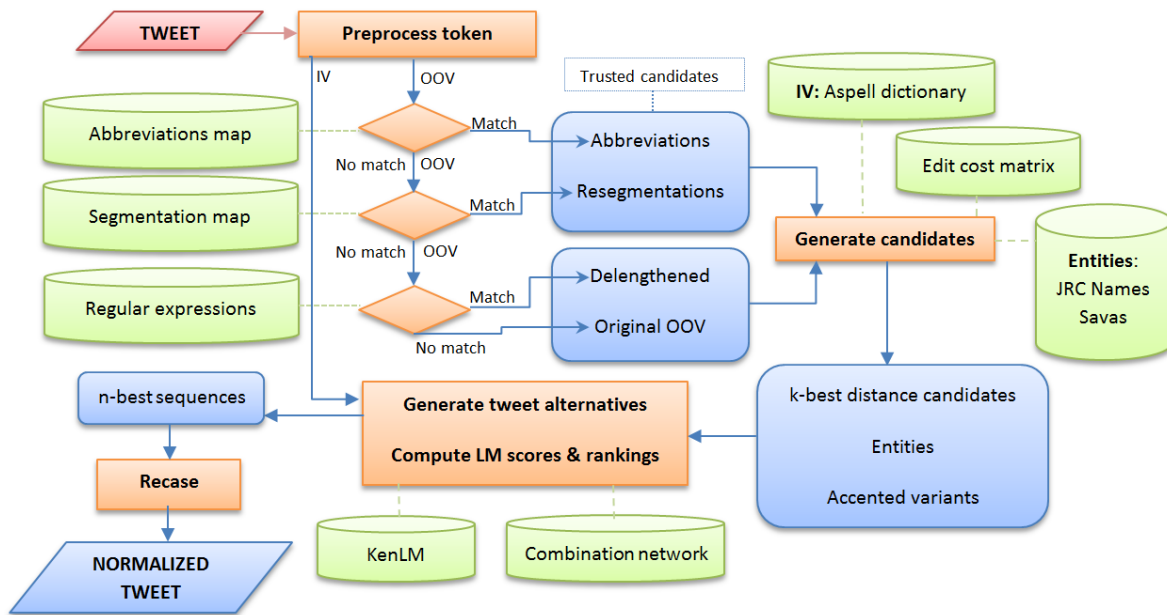 TWEET
Preprocess token
IV
OOV
Trusted candidates
IV: Aspell dictionary
Abbreviations map
Match
Abbreviations
No match
OOV
Edit cost matrix
Segmentation map
Match
Resegmentations
Generate candidates
No match
OOV
Entities:
JRC Names
Savas
Regular expressions
Match
Delengthened
No match
Original OOV
n-best sequences
Generate tweet alternatives
Compute LM scores & rankings
k-best distance candidates
Entities
Accented variants
Recase
KenLM
Combination network
NORMALIZED
TWEET